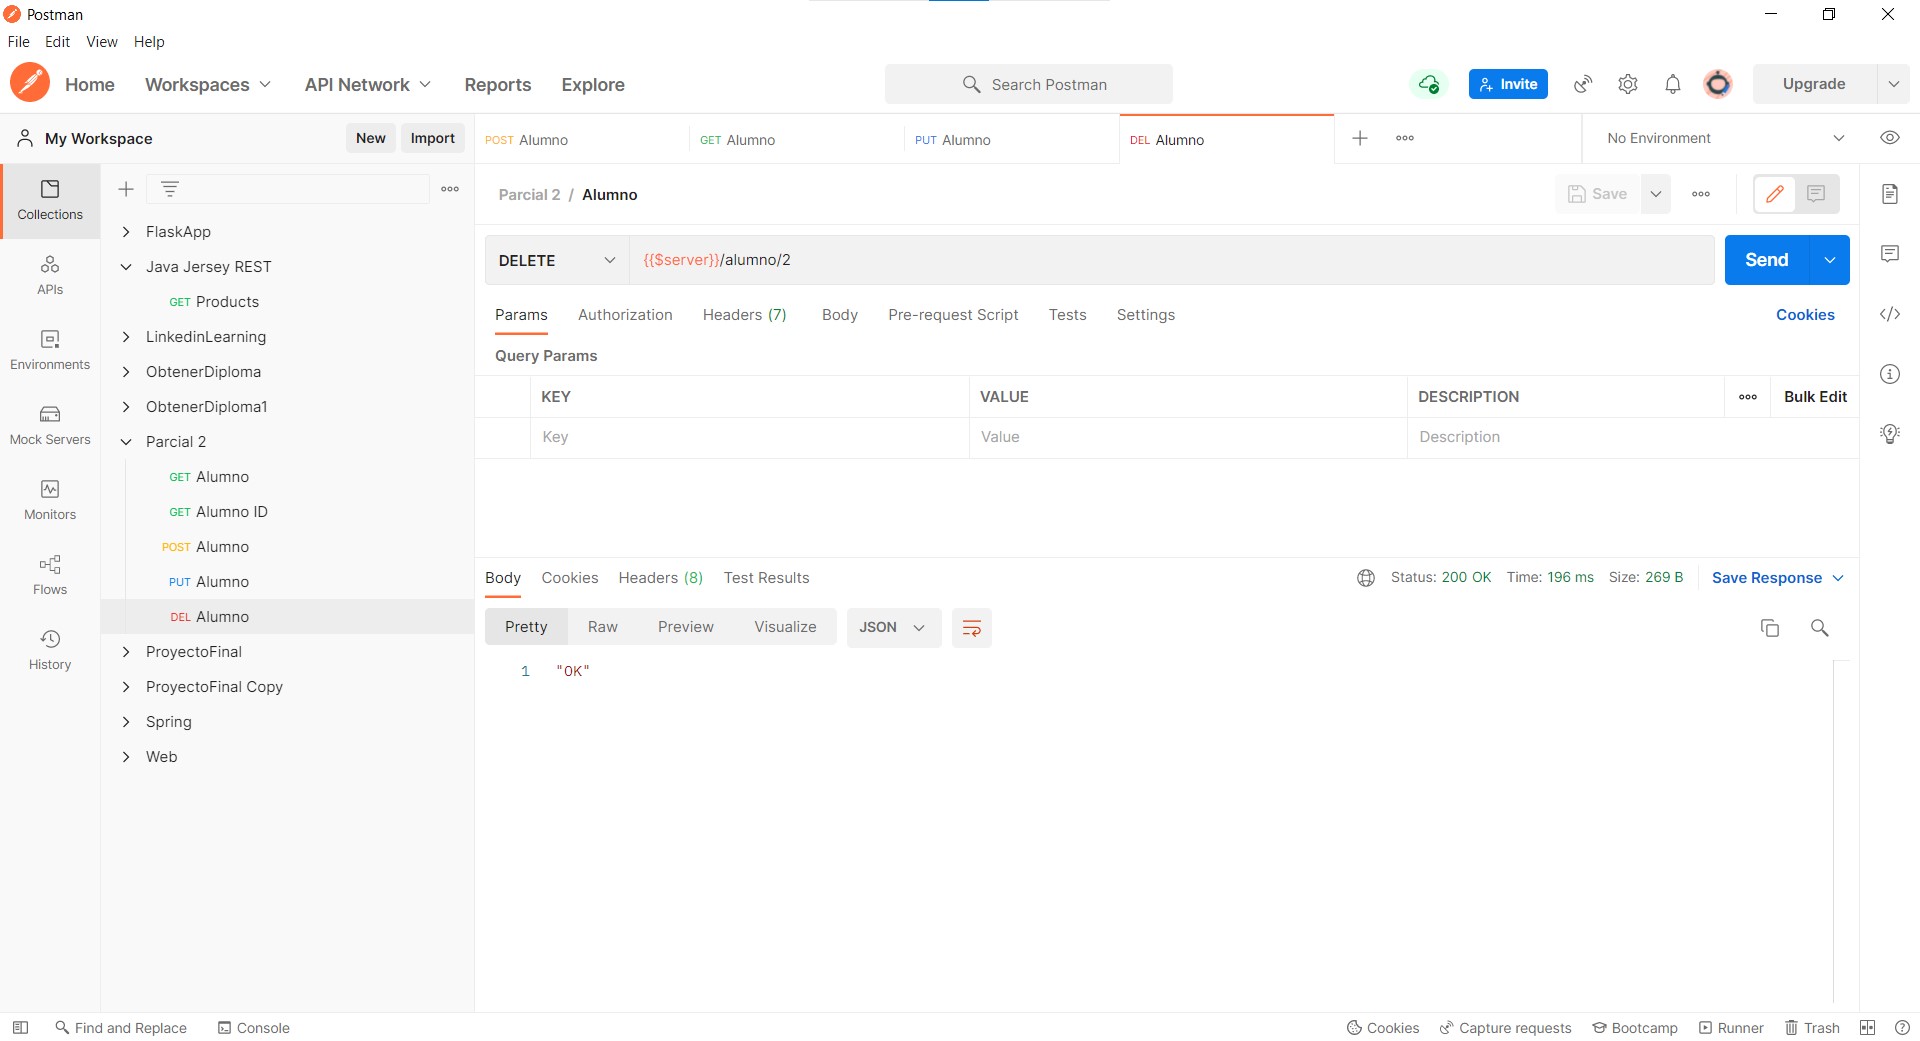 Postman
File Edit View Help
Home Workspaces API Network Reports Explore Search Postman Invite Upgrade
My Workspace New Import POST Alumno GET Alumno PUT Alumno DEL Alumno No Environment
Collections
APIs
Environments
Mock Servers
Monitors
Flows
History
FlaskApp
Java Jersey REST
GET Products
LinkedinLearning
ObtenerDiploma
ObtenerDiploma1
Parcial 2
GET Alumno
GET Alumno ID
POST Alumno
PUT Alumno
DEL Alumno
ProyectoFinal
ProyectoFinal Copy
Spring
Web
Parcial 2 / Alumno Save
DELETE {{$server}}/alumno/2 Send
Params Authorization Headers (7) Body Pre-request Script Tests Settings Cookies
Query Params
KEY VALUE DESCRIPTION Bulk Edit
Key Value Description
Body Cookies Headers (8) Test Results Status: 200 OK Time: 196 ms Size: 269 B Save Response
Pretty Raw Preview Visualize JSON
1 "OK"
Find and Replace Console Cookies Capture requests Bootcamp Runner Trash